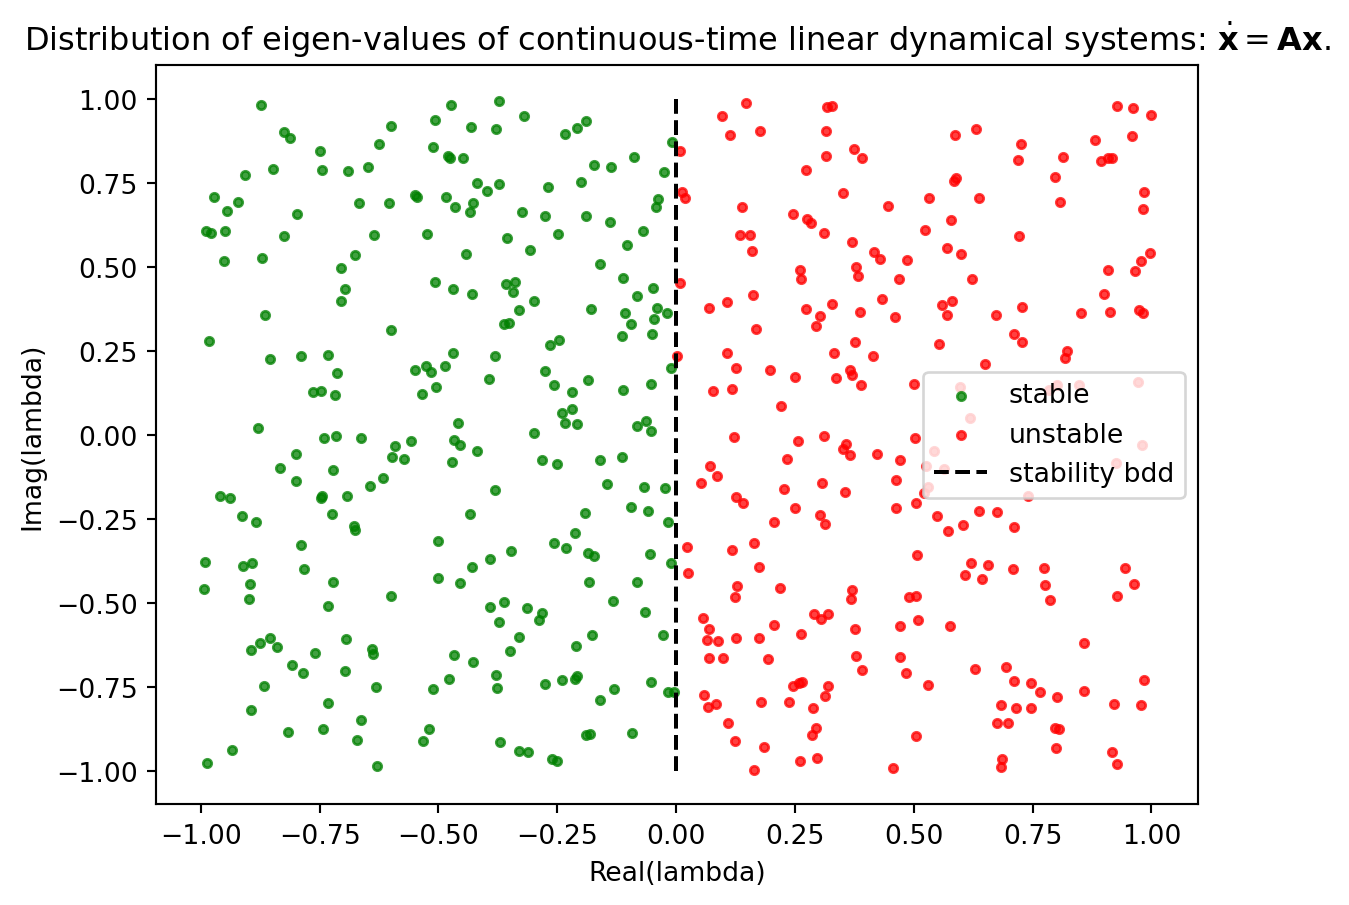 Distribution of eigen-values of continuous-time linear dynamical systems: ẋ = Ax.
1.00
0.75
0.50
0.25
0.00
−0.25
−0.50
−0.75
−1.00
Imag(lambda)
stable
unstable
stability bdd
−1.00 −0.75 −0.50 −0.25 0.00 0.25 0.50 0.75 1.00
Real(lambda)